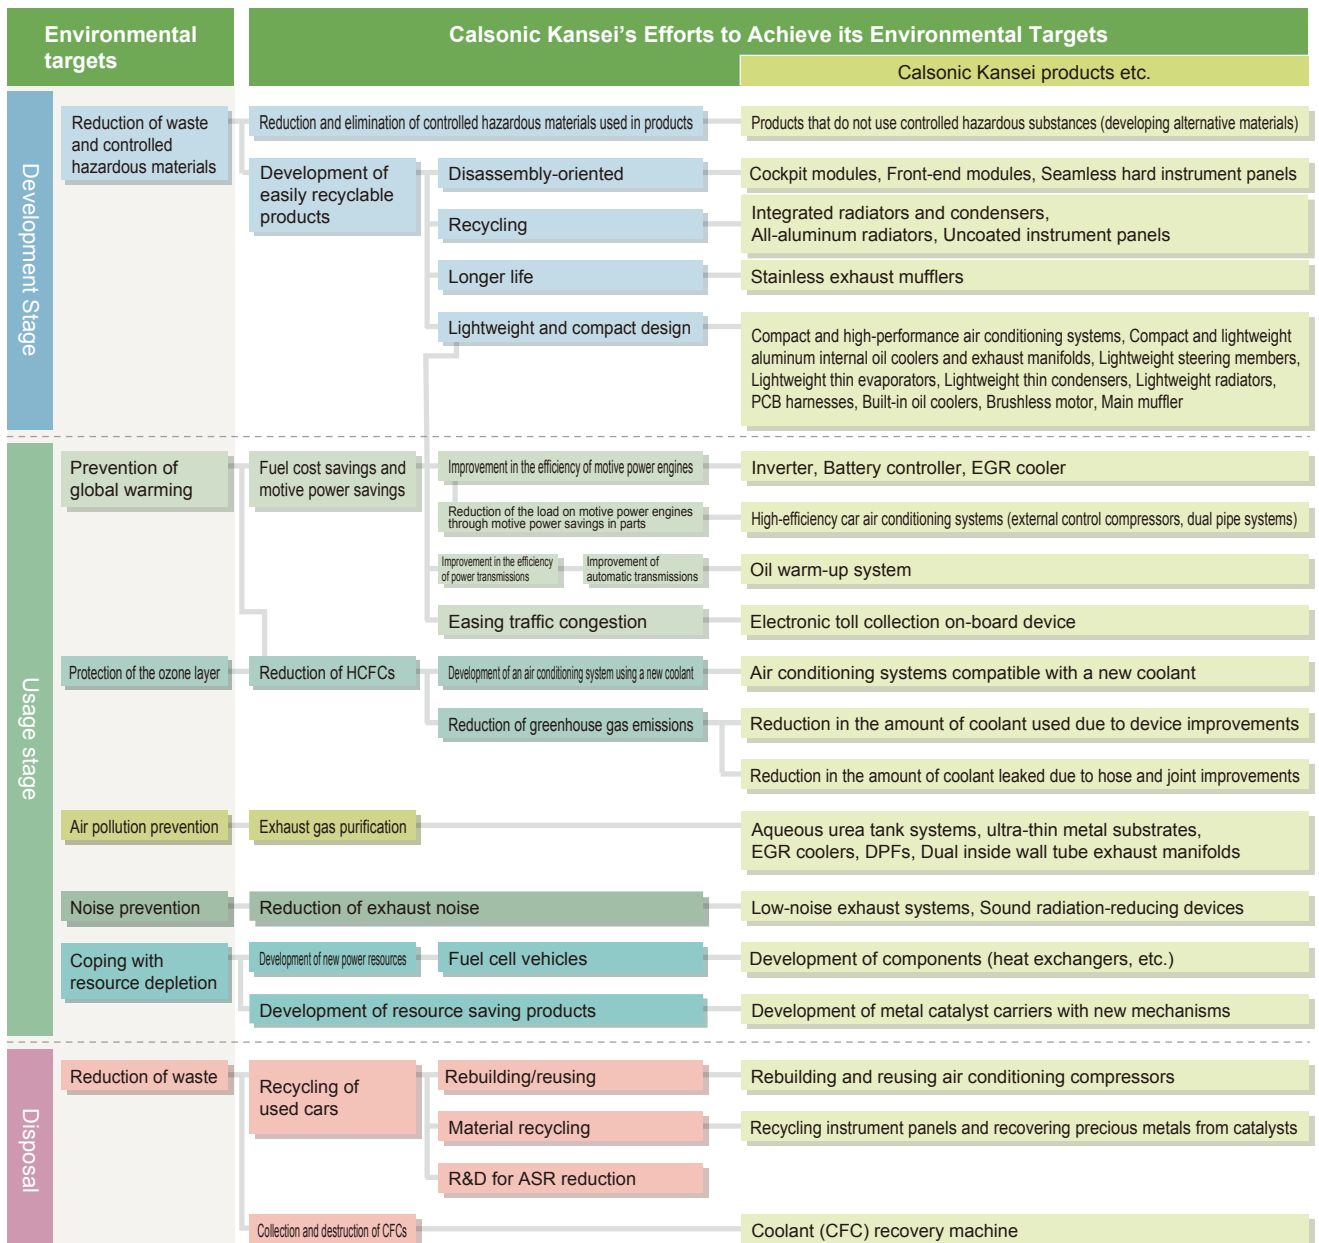 Environmental
targets
Calsonic Kansei's Efforts to Achieve its Environmental Targets
Calsonic Kansei products etc.
Development Stage
Reduction of waste
and controlled
hazardous materials
Reduction and elimination of controlled hazardous materials used in products
Products that do not use controlled hazardous substances (developing alternative materials)
Development of
easily recyclable
products
Disassembly-oriented
Cockpit modules, Front-end modules, Seamless hard instrument panels
Recycling
Integrated radiators and condensers,
All-aluminum radiators, Uncoated instrument panels
Longer life
Stainless exhaust mufflers
Lightweight and compact design
Compact and high-performance air conditioning systems, Compact and lightweight
aluminum internal oil coolers and exhaust manifolds, Lightweight steering members,
Lightweight thin evaporators, Lightweight thin condensers, Lightweight radiators,
PCB harnesses, Built-in oil coolers, Brushless motor, Main muffler
Usage stage
Prevention of
global warming
Fuel cost savings and
motive power savings
Improvement in the efficiency of motive power engines
Inverter, Battery controller, EGR cooler
Reduction of the load on motive power engines
through motive power savings in parts
High-efficiency car air conditioning systems (external control compressors, dual pipe systems)
Improvement in the efficiency
of power transmissions
Improvement of
automatic transmissions
Oil warm-up system
Easing traffic congestion
Electronic toll collection on-board device
Protection of the ozone layer
Reduction of HCFCs
Development of an air conditioning system using a new coolant
Air conditioning systems compatible with a new coolant
Reduction of greenhouse gas emissions
Reduction in the amount of coolant used due to device improvements
Reduction in the amount of coolant leaked due to hose and joint improvements
Air pollution prevention
Exhaust gas purification
Aqueous urea tank systems, ultra-thin metal substrates,
EGR coolers, DPFs, Dual inside wall tube exhaust manifolds
Noise prevention
Reduction of exhaust noise
Low-noise exhaust systems, Sound radiation-reducing devices
Coping with
resource depletion
Development of new power resources
Fuel cell vehicles
Development of components (heat exchangers, etc.)
Development of resource saving products
Development of metal catalyst carriers with new mechanisms
Disposal
Reduction of waste
Recycling of
used cars
Rebuilding/reusing
Rebuilding and reusing air conditioning compressors
Material recycling
Recycling instrument panels and recovering precious metals from catalysts
R&D for ASR reduction
Collection and destruction of CFCs
Coolant (CFC) recovery machine